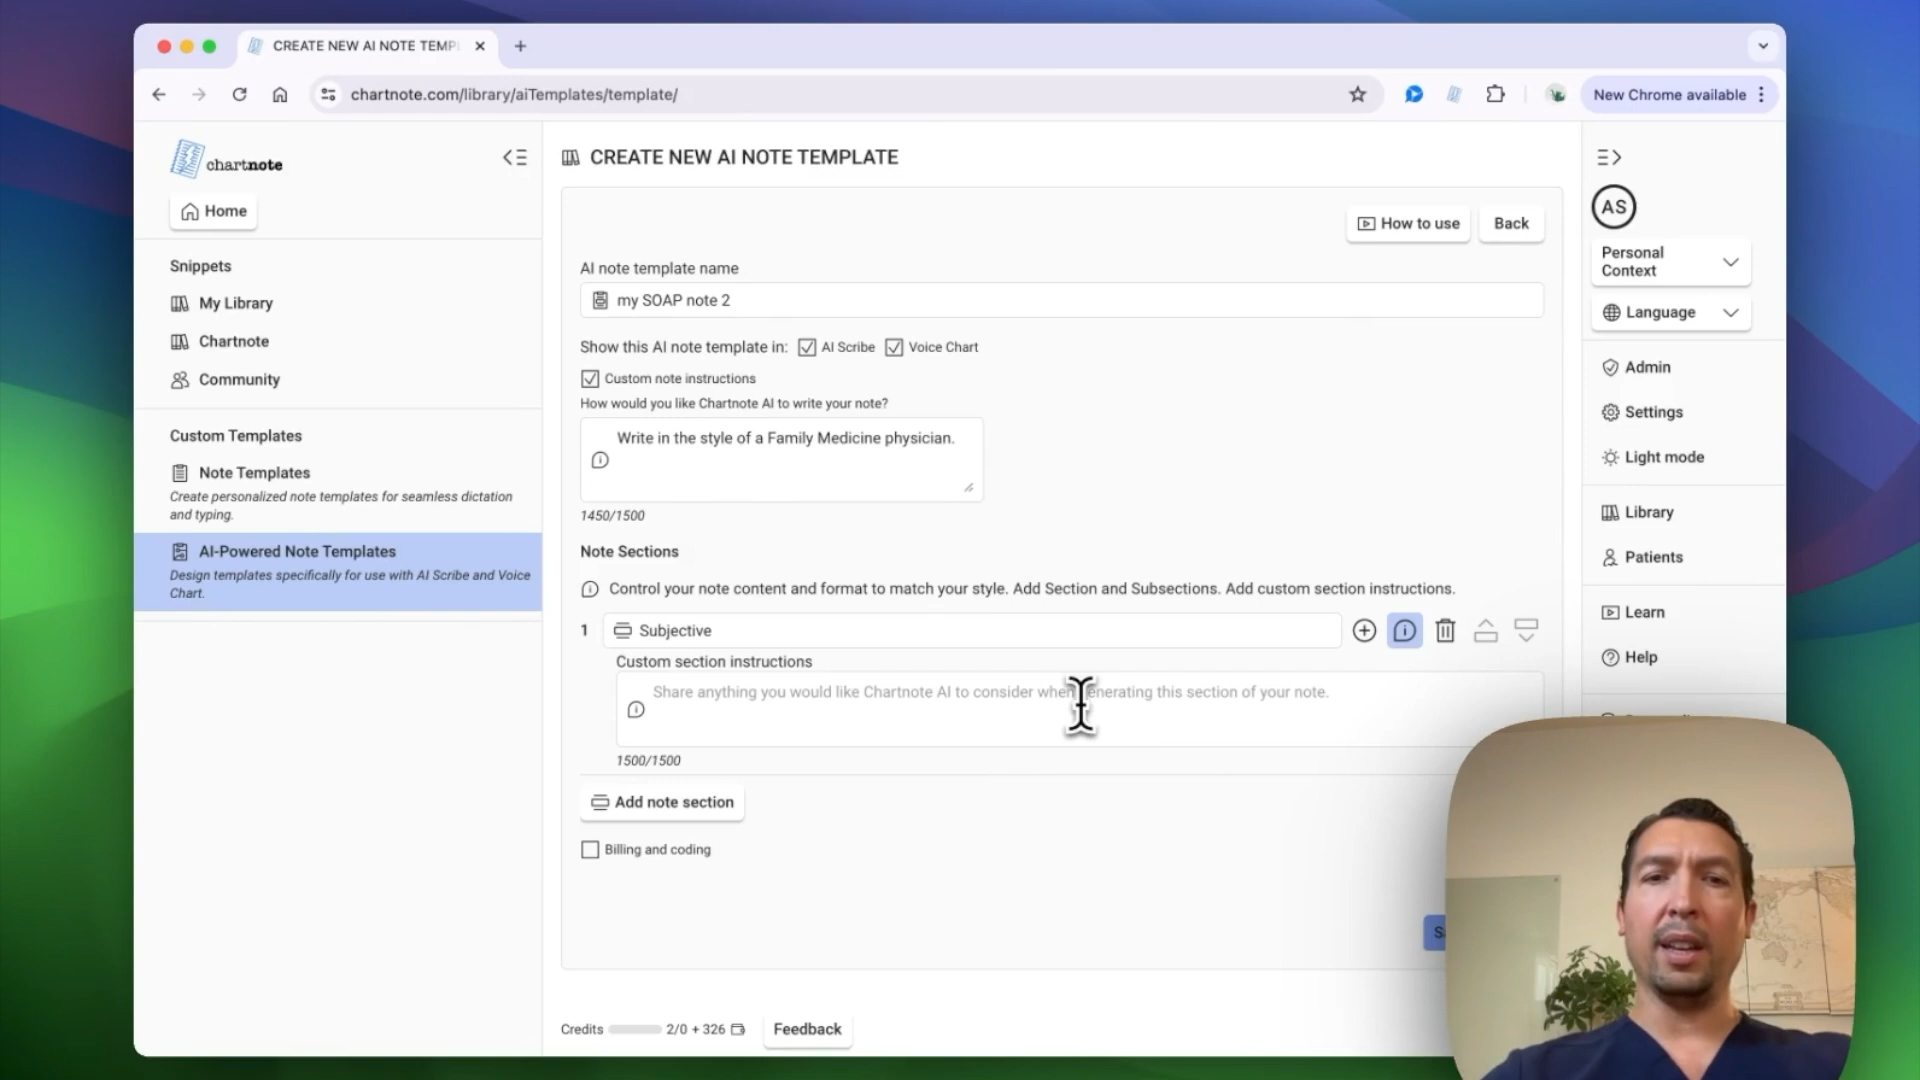 CREATE NEW AI NOTE TEMP
chartnote.com/library/aiTemplates/template/
New Chrome available
chartnote
Home
Snippets
My Library
Chartnote
Community
Custom Templates
Note Templates
Create personalized note templates for seamless dictation
and typing.
AI-Powered Note Templates
Design templates specifically for use with AI Scribe and Voice
Chart.
CREATE NEW AI NOTE TEMPLATE
How to use
Back
AI note template name
my SOAP note 2
Show this AI note template in: AI Scribe Voice Chart
Custom note instructions
How would you like Chartnote AI to write your note?
Write in the style of a Family Medicine physician.
1450/1500
Note Sections
Control your note content and format to match your style. Add Section and Subsections. Add custom section instructions.
1 Subjective
Custom section instructions
Share anything you would like Chartnote AI to consider when generating this section of your note.
1500/1500
Add note section
Billing and coding
Credits 2/0 + 326
Feedback
AS
Personal
Context
Language
Admin
Settings
Light mode
Library
Patients
Learn
Help